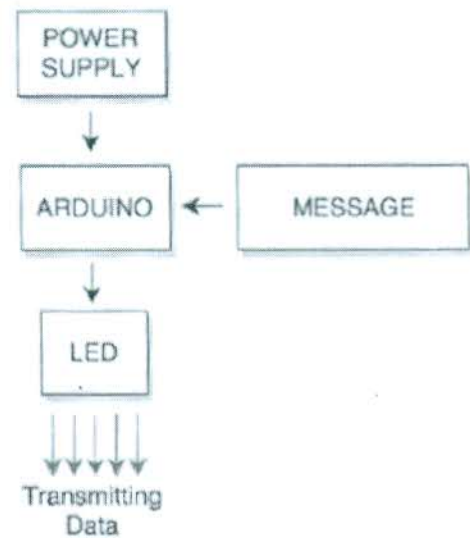 POWER
SUPPLY
ARDUINO
MESSAGE
LED
Transmitting
Data